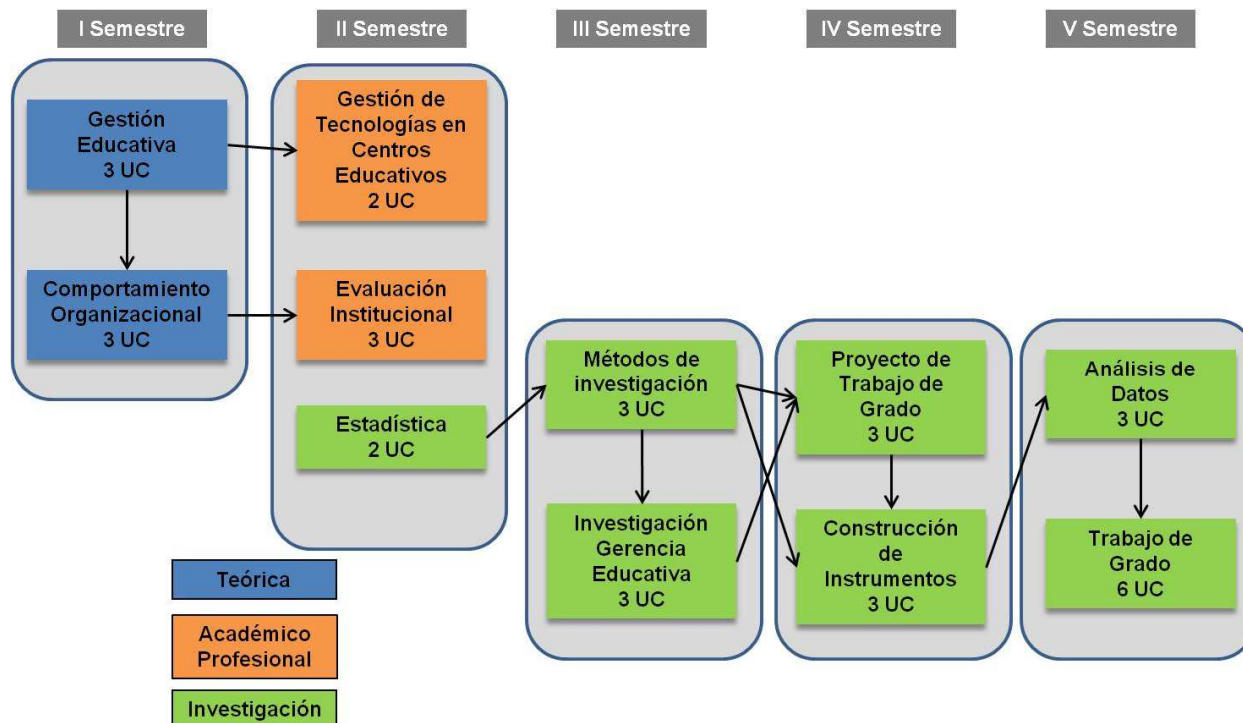 I Semestre
II Semestre
III Semestre
IV Semestre
V Semestre
Gestión
Educativa
3 UC
Comportamiento
Organizacional
3 UC
Gestión de
Tecnologías en
Centros
Educativos
2 UC
Evaluación
Institucional
3 UC
Estadística
2 UC
Métodos de
investigación
3 UC
Investigación
Gerencia
Educativa
3 UC
Proyecto de
Trabajo de
Grado
3 UC
Construcción
de
Instrumentos
3 UC
Análisis de
Datos
3 UC
Trabajo de
Grado
6 UC
Teórica
Académico
Profesional
Investigación